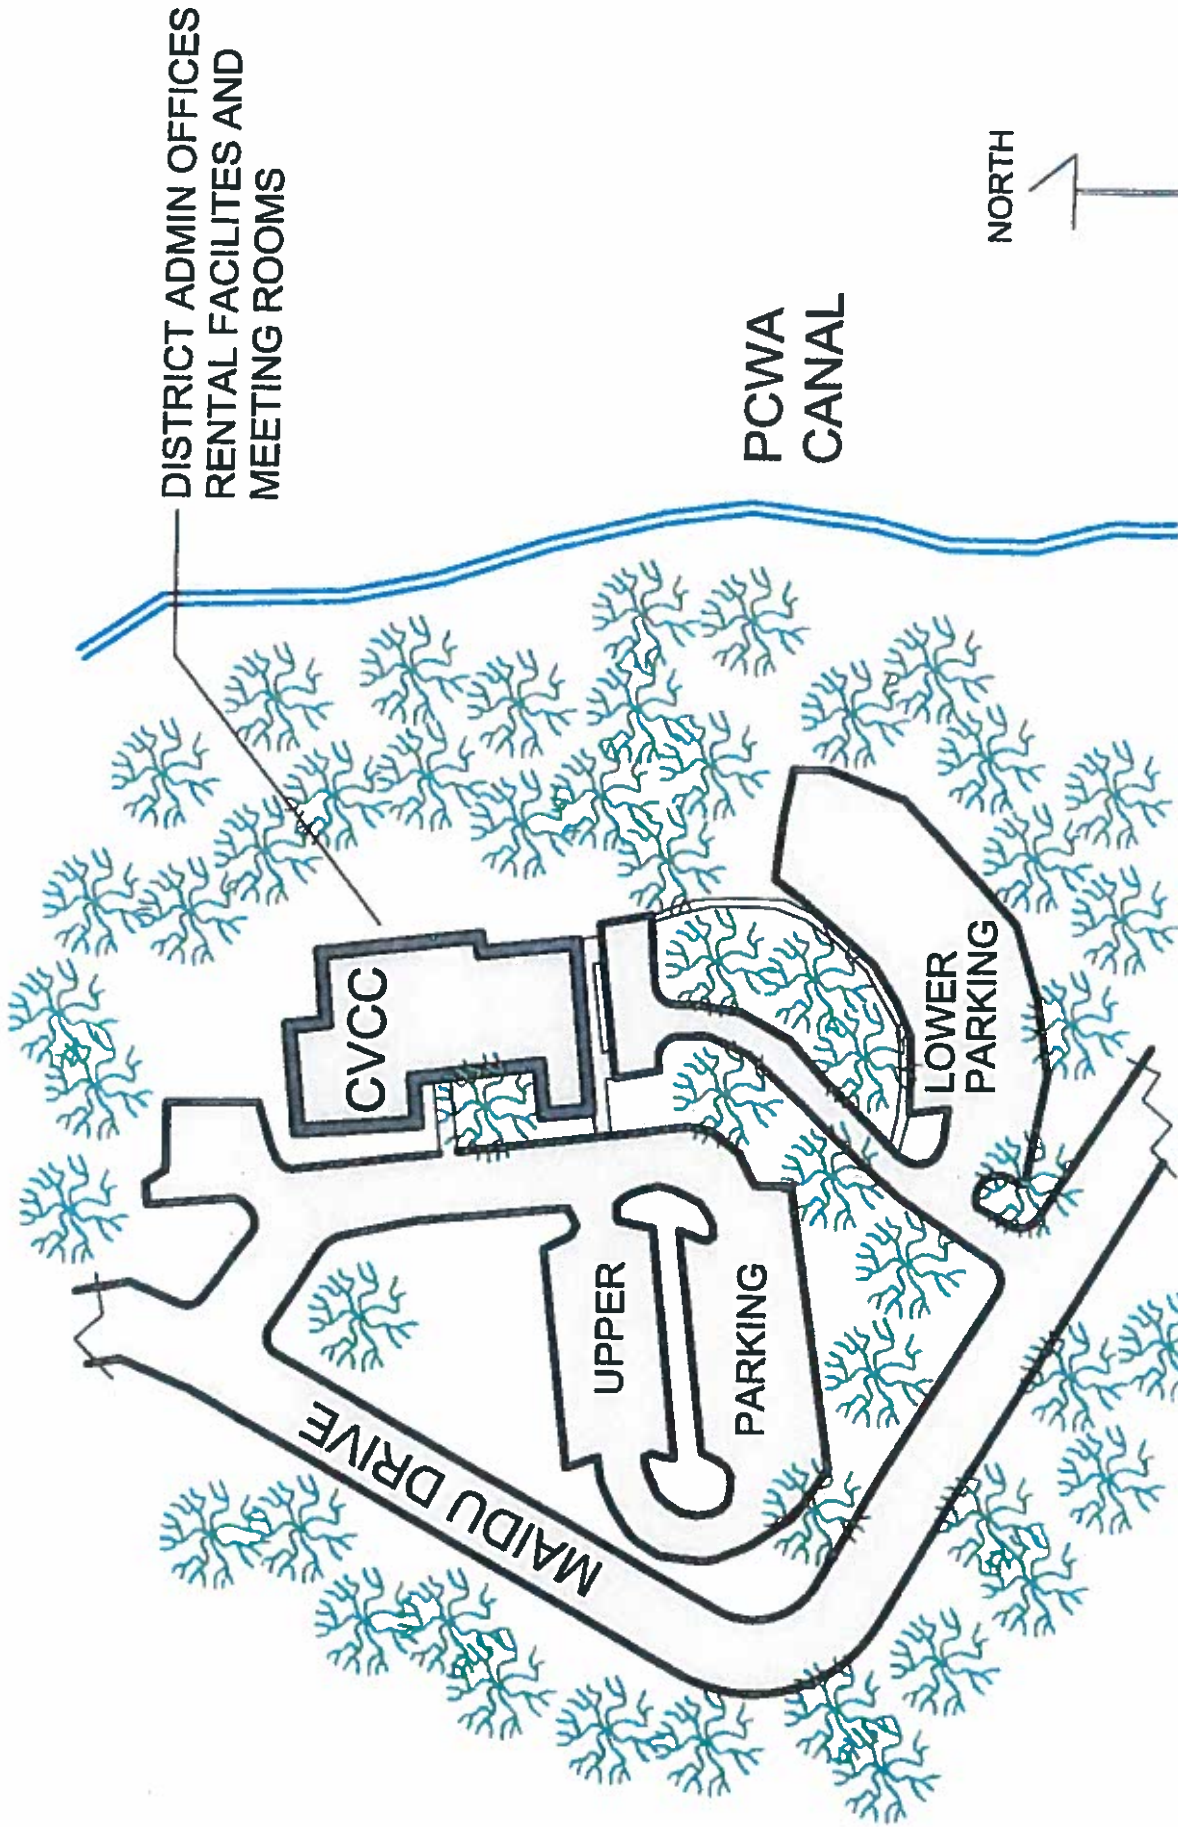 DISTRICT ADMIN OFFICES
RENTAL FACILITES AND
MEETING ROOMS
CVCC
MAIDU DRIVE
UPPER
PARKING
LOWER
PARKING
PCWA
CANAL
NORTH